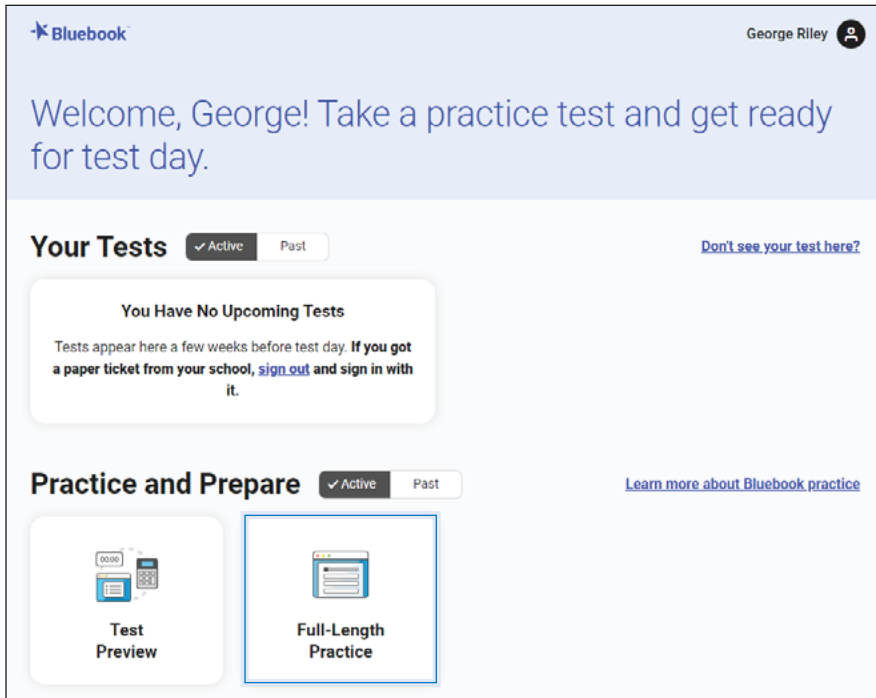 Bluebook™
George Riley
Welcome, George! Take a practice test and get ready
for test day.
Your Tests
Active
Past
Don't see your test here?
You Have No Upcoming Tests
Tests appear here a few weeks before test day. If you got
a paper ticket from your school, sign out and sign in with
it.
Practice and Prepare
Active
Past
Learn more about Bluebook practice
00:00
Test
Preview
Full-Length
Practice